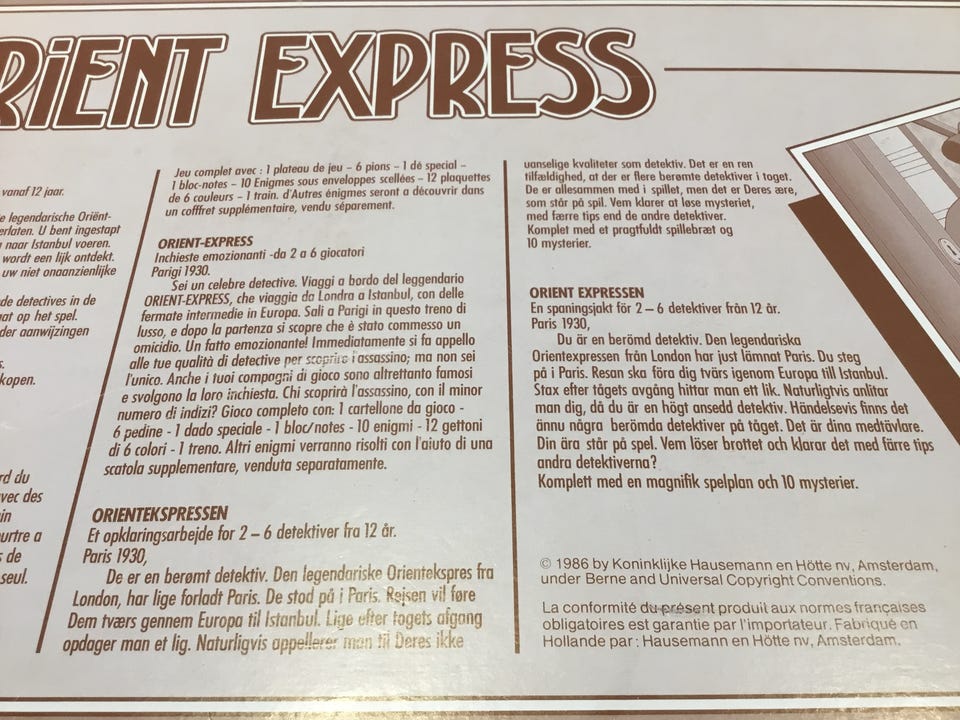 ORiENT EXPRESS
vanaf 12 jaar.
e legendarische Oriënt-
erlaten. U bent ingestapt
naar Istanbul voeren.
wordt een lijk ontdekt.
uw niet onaanzienlijke
de detectives in de
aat op het spel.
der aanwijzingen
s.
kopen.
rd du
vec des
in
ourtre a
s de
seul.
Jeu complet avec : 1 plateau de jeu – 6 pions – 1 dé special –
1 bloc-notes – 10 Enigmes sous enveloppes scellées – 12 plaquettes
de 6 couleurs – 1 train. d'Autres énigmes seront a découvrir dans
un coffret supplémentaire, vendu séparement.
ORIENT-EXPRESS
Inchieste emozionanti -da 2 a 6 giocatori
Parigi 1930.
Sei un celebre detective. Viaggi a bordo del leggendario
ORIENT-EXPRESS, che viaggia da Londra a Istanbul, con delle
fermate intermedie in Europa. Sali a Parigi in questo treno di
lusso, e dopo la partenza si scopre che è stato commesso un
omicidio. Un fatto emozionante! Immediatamente si fa appello
alle tue qualità di detective per scoprire l'assassino; ma non sei
l'unico. Anche i tuoi compagni di gioco sono altrettanto famosi
e svolgono la loro inchiesta. Chi scoprirà l'assassino, con il minor
numero di indizi? Gioco completo con: 1 cartellone da gioco -
6 pedine - 1 dado speciale - 1 bloc/notes - 10 enigmi - 12 gettoni
di 6 colori - 1 treno. Altri enigmi verranno risolti con l'aiuto di una
scatola supplementare, venduta separatamente.
ORIENTEKSPRESSEN
Et opklaringsarbejde for 2 – 6 detektiver fra 12 år.
Paris 1930,
De er en berømt detektiv. Den legendariske Orientekspres fra
London, har lige forladt Paris. De stod på i Paris. Rejsen vil føre
Dem tværs gennem Europa til Istanbul. Lige efter togets afgang
opdager man et lig. Naturligvis appellerer man til Deres ikke
uanselige kvaliteter som detektiv. Det er en ren
tilfældighed, at der er flere berømte detektiver i toget.
De er allesammen med i spillet, men det er Deres ære,
som står på spil. Vem klarer at løse mysteriet,
med færre tips end de andre detektiver.
Komplet med et pragtfuldt spillebræt og
10 mysterier.
ORIENT EXPRESSEN
En spaningsjakt för 2 – 6 detektiver från 12 år.
Paris 1930,
Du är en berömd detektiv. Den legendariska
Orientexpressen från London har just lämnat Paris. Du steg
på i Paris. Resan ska föra dig tvärs igenom Europa till Istanbul.
Stax efter tågets avgång hittar man ett lik. Naturligtvis anlitar
man dig, då du är en högt ansedd detektiv. Händelsevis finns det
ännu några berömda detektiver på tåget. Det är dina medtävlare.
Din ära står på spel. Vem löser brottet och klarar det med färre tips
andra detektiverna?
Komplett med en magnifik spelplan och 10 mysterier.
© 1986 by Koninklijke Hausemann en Hötte nv, Amsterdam,
under Berne and Universal Copyright Conventions.
La conformité du présent produit aux normes françaises
obligatoires est garantie par l'importateur. Fabriqué en
Hollande par : Hausemann en Hötte nv, Amsterdam.